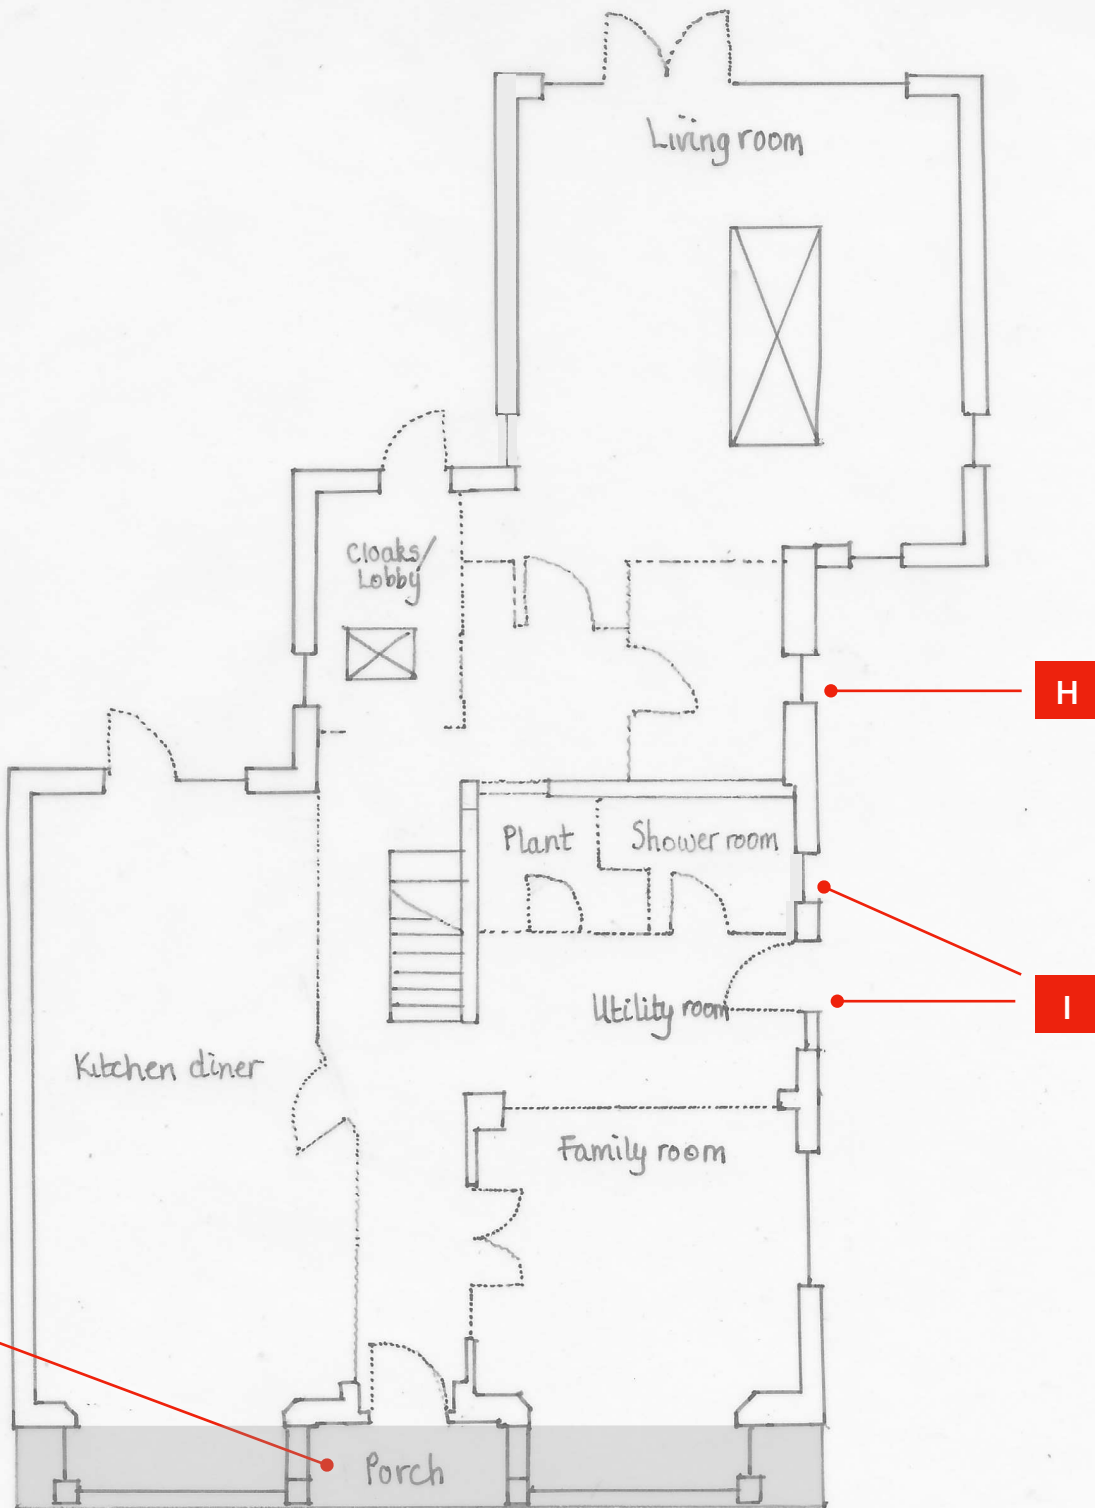 Living room
Cloaks/
Lobby
H
Plant
Shower room
I
Utility room
Kitchen diner
Family room
Porch